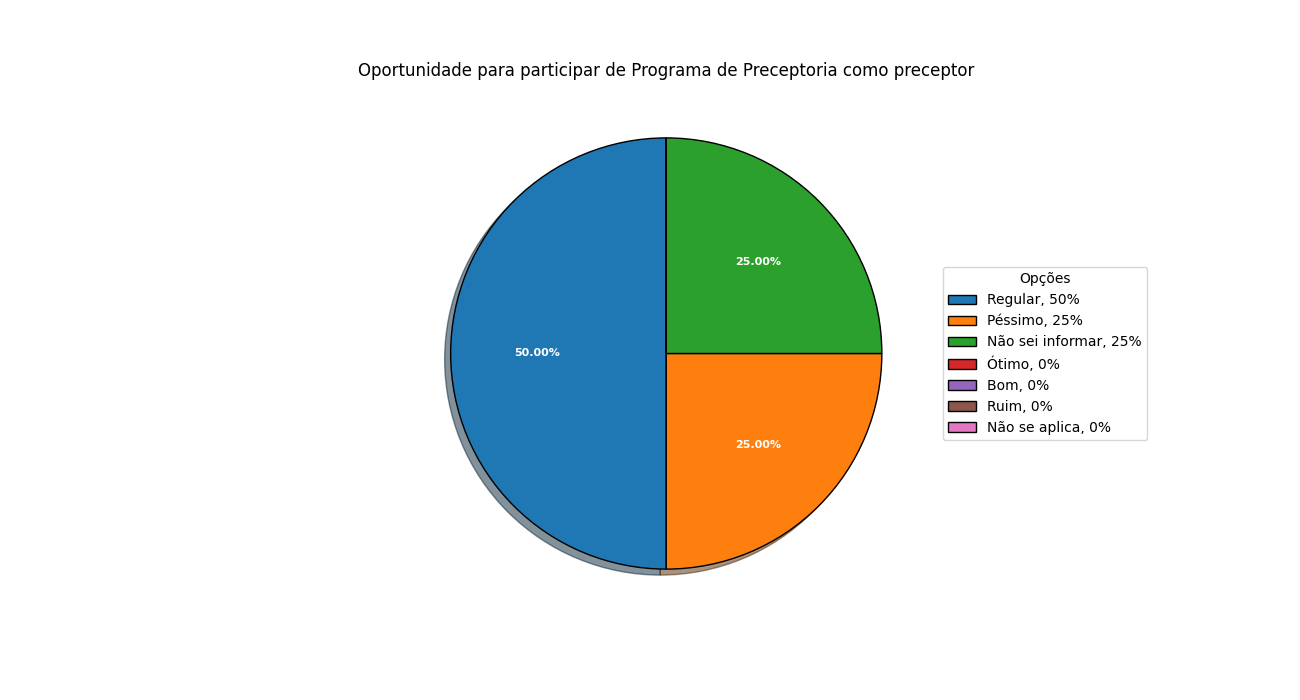 Oportunidade para participar de Programa de Preceptoria como preceptor
25.00%
50.00%
25.00%
Opções
Regular, 50%
Péssimo, 25%
Não sei informar, 25%
Ótimo, 0%
Bom, 0%
Ruim, 0%
Não se aplica, 0%